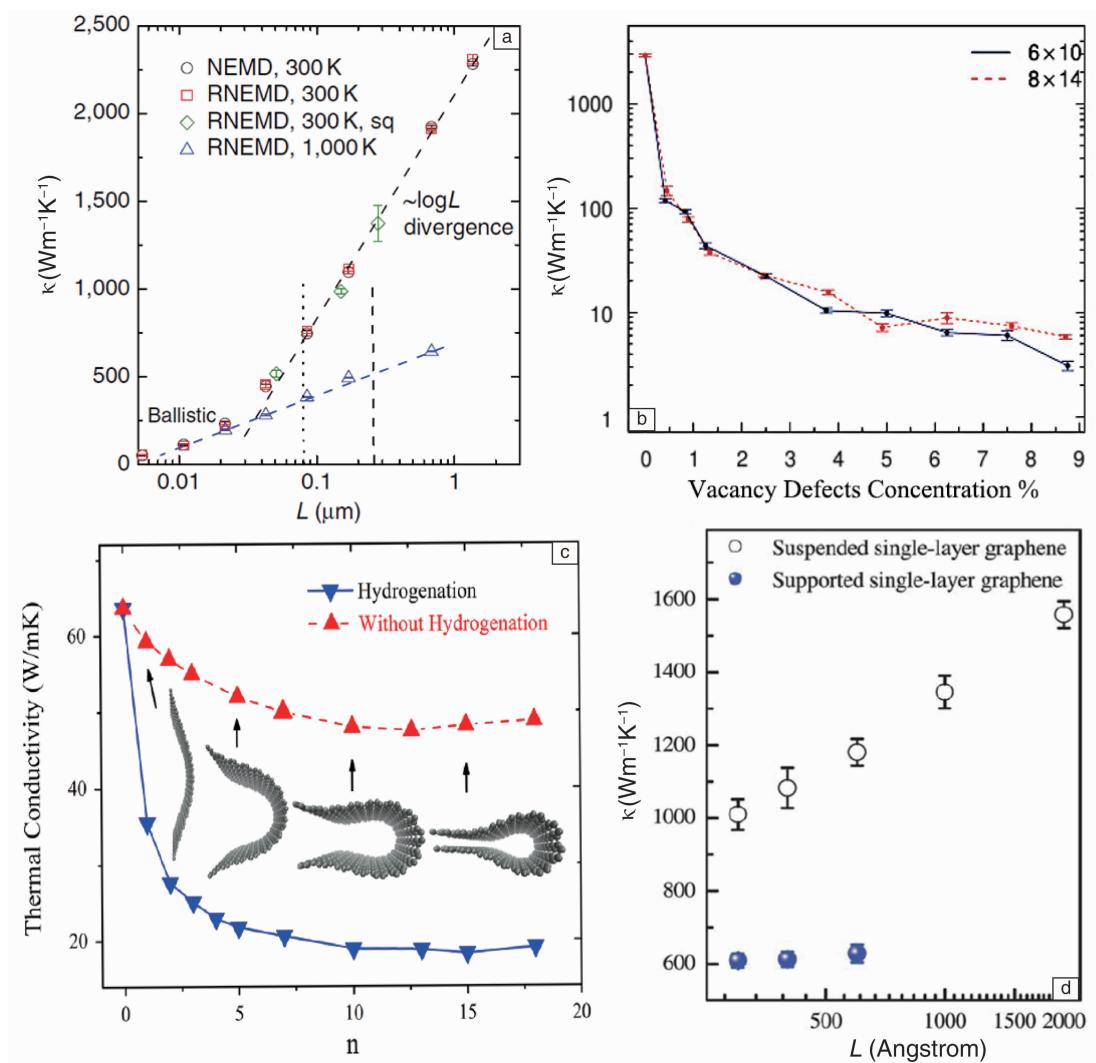 a
2,500
2,000
1,500
1,000
500
0
κ(Wm⁻¹K⁻¹)
NEMD, 300 K
RNEMD, 300 K
RNEMD, 300 K, sq
RNEMD, 1,000 K
~logL
divergence
Ballistic
0.01
0.1
1
L (μm)
b
6×10
8×14
1000
100
10
1
κ(Wm⁻¹K⁻¹)
0 1 2 3 4 5 6 7 8 9
Vacancy Defects Concentration %
c
Hydrogenation
Without Hydrogenation
60
40
20
Thermal Conductivity (W/mK)
0 5 10 15 20
n
Suspended single-layer graphene
Supported single-layer graphene
1600
1400
1200
1000
800
600
κ(Wm⁻¹K⁻¹)
d
500 1000 1500 2000
L (Angstrom)